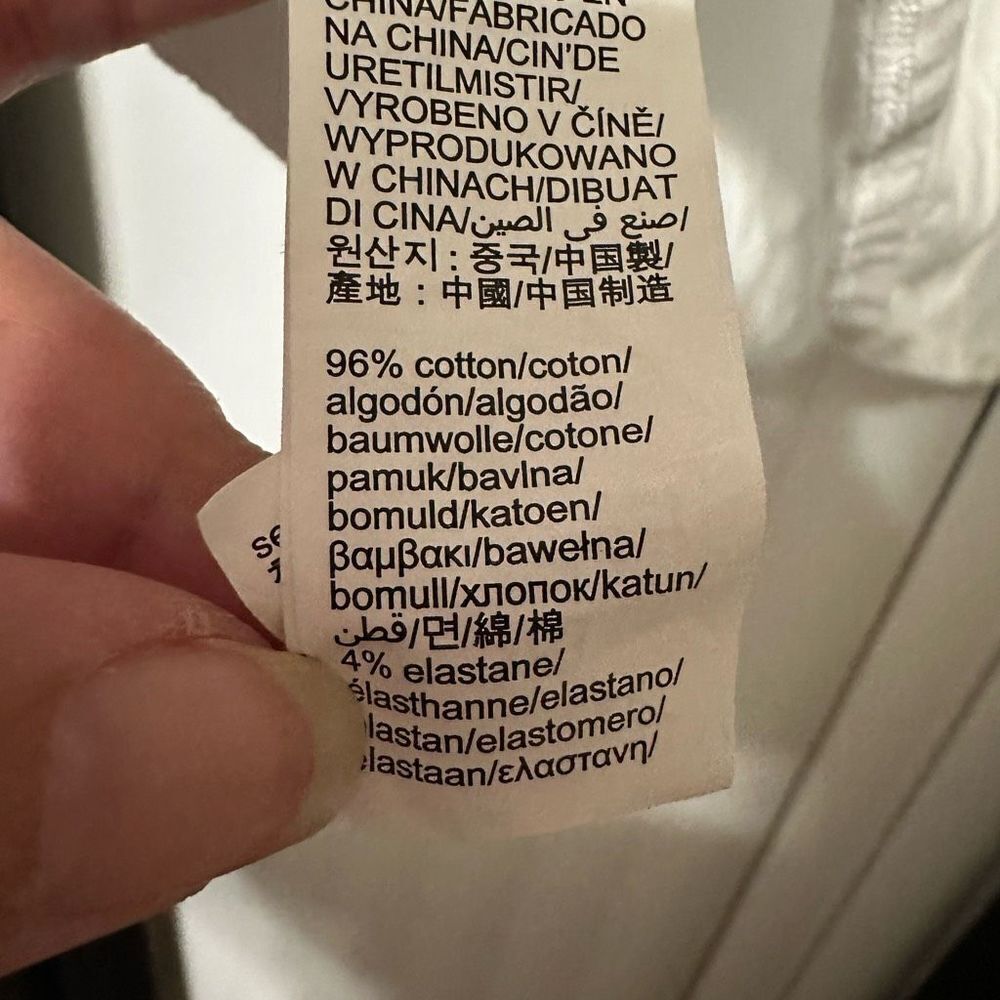 CHINA/FABRICADO
NA CHINA/CIN'DE
URETILMISTIR/
VYROBENO V ČÍNĚ/
WYPRODUKOWANO
W CHINACH/DIBUAT
DI CINA/صنع في الصين/
원산지 : 중국/中国製/
產地 : 中國/中国制造
96% cotton/coton/
algodón/algodão/
baumwolle/cotone/
pamuk/bavlna/
bomuld/katoen/
βαμβακι/bawełna/
bomull/хлопок/katun/
قطن/면/綿/棉
4% elastane/
élasthanne/elastano/
elastan/elastomero/
elastaan/ελαστανη/